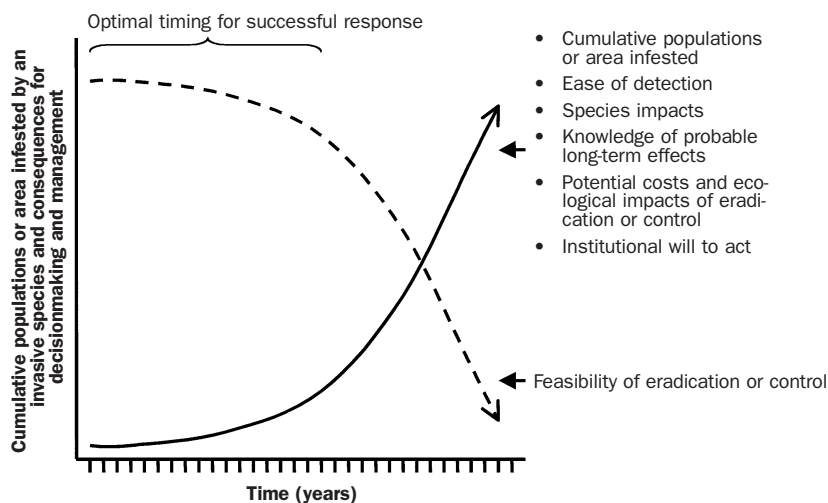 Optimal timing for successful response
Cumulative populations or area infested by an
invasive species and consequences for
decisionmaking and management
• Cumulative populations
or area infested
• Ease of detection
• Species impacts
• Knowledge of probable
long-term effects
• Potential costs and eco-
logical impacts of eradi-
cation or control
• Institutional will to act
Feasibility of eradication or control
Time (years)